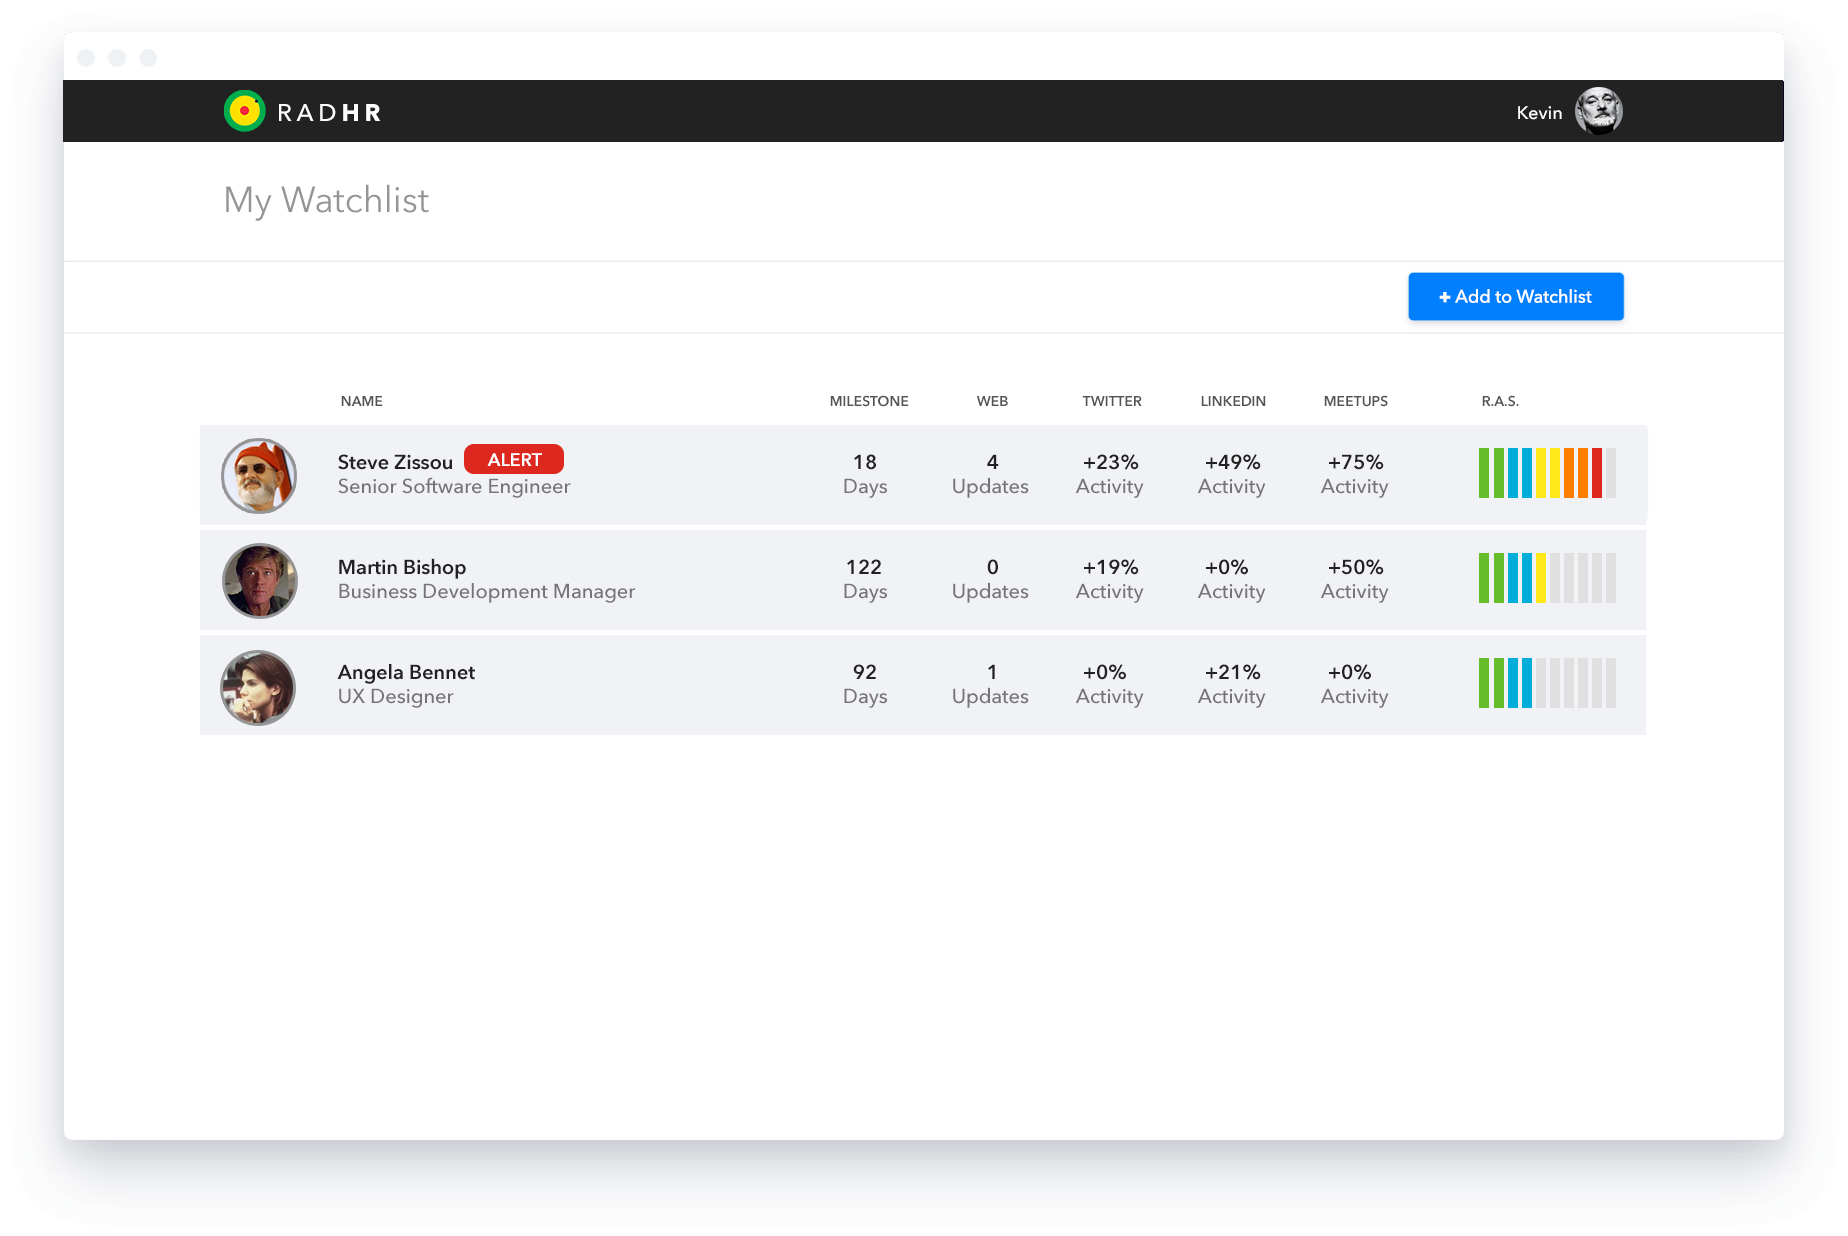 RADHR
Kevin
My Watchlist
+ Add to Watchlist
NAME MILESTONE WEB TWITTER LINKEDIN MEETUPS R.A.S.
Steve Zissou ALERT 18 4 +23% +49% +75%
Senior Software Engineer Days Updates Activity Activity Activity
Martin Bishop 122 0 +19% +0% +50%
Business Development Manager Days Updates Activity Activity Activity
Angela Bennet 92 1 +0% +21% +0%
UX Designer Days Updates Activity Activity Activity